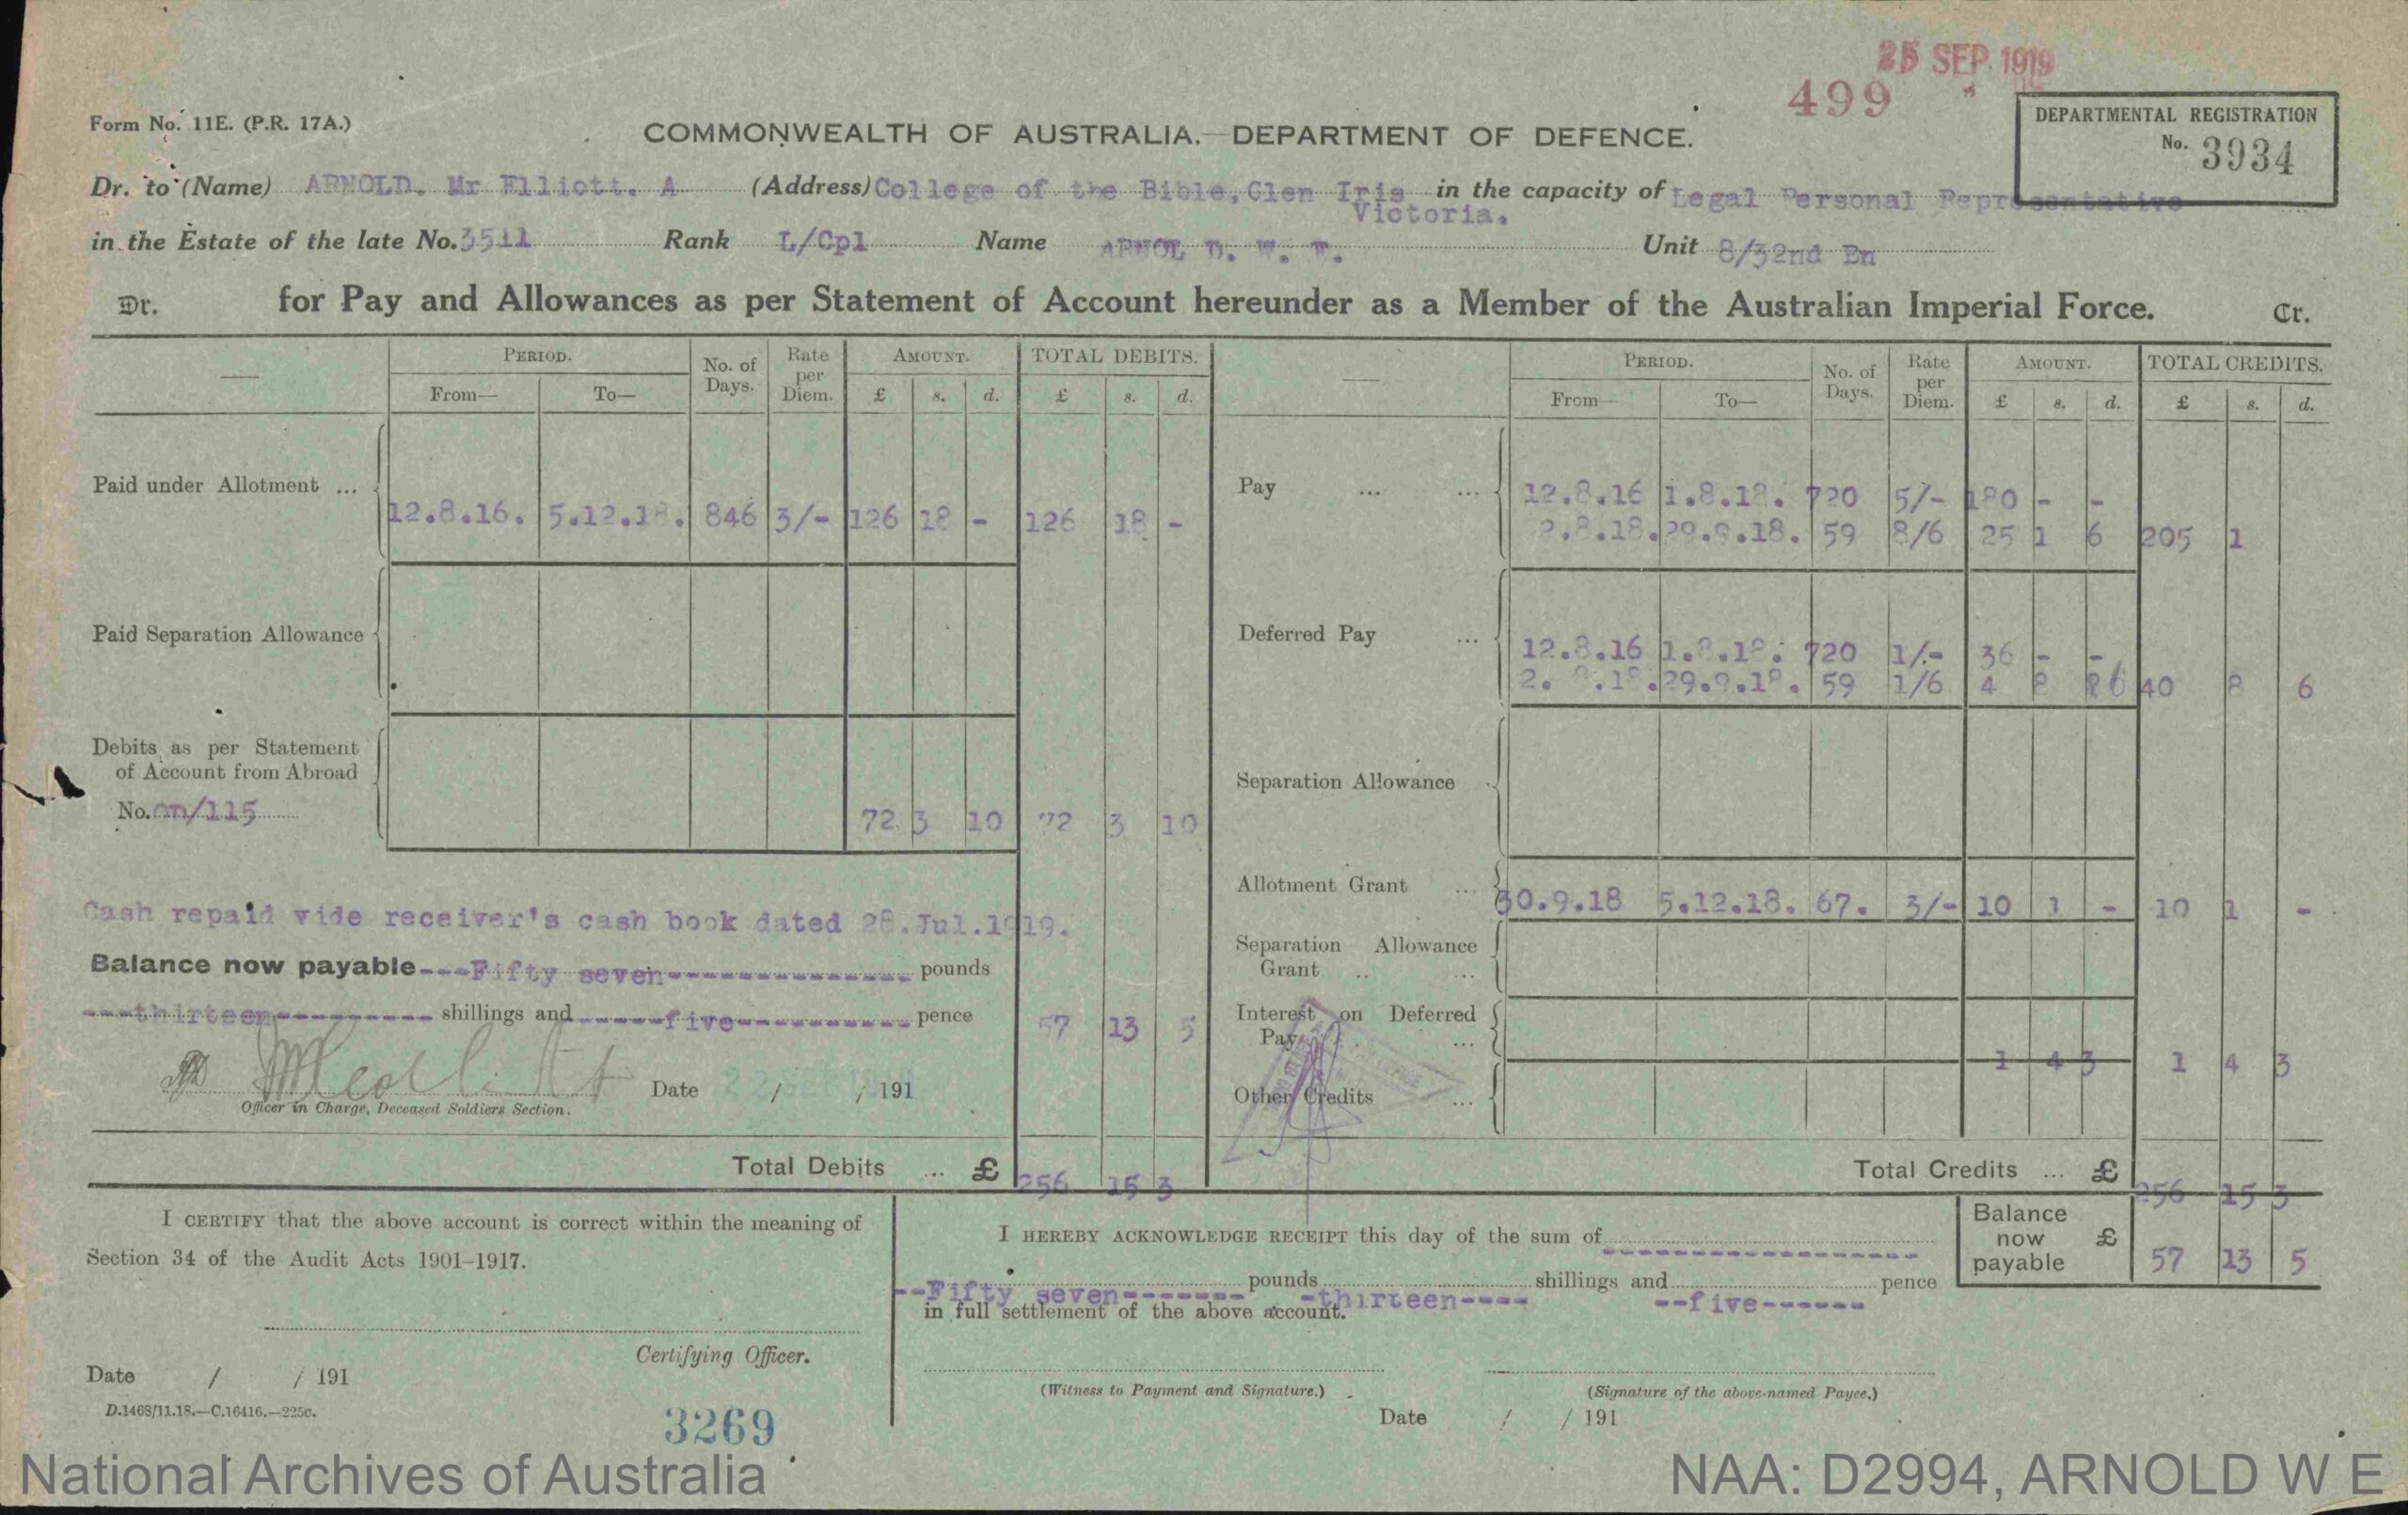 25 SEP 1919
499
Form No. 11E. (P.R. 17A.)
COMMONWEALTH OF AUSTRALIA.—DEPARTMENT OF DEFENCE.
DEPARTMENTAL REGISTRATION
No. 3934
Dr. to (Name) ARNOLD. Mr Elliott. A (Address) College of the Bible, Glen Iris in the capacity of Legal Personal Representative
Victoria.
in the Estate of the late No. 3511 Rank L/Cpl Name ARNOL D. W. Unit 8/32nd Bn
Dr. for Pay and Allowances as per Statement of Account hereunder as a Member of the Australian Imperial Force. Cr.
PERIOD. No. of Days. Rate per Diem. AMOUNT. TOTAL DEBITS.
From— To— £ s. d. £ s. d.
Paid under Allotment ... 12.8.16. 5.12.18. 846 3/- 126 18 - 126 18 -
Paid Separation Allowance
Debits as per Statement
of Account from Abroad
No. /115 72 3 10 72 3 10
Cash repaid vide receiver's cash book dated 28.Jul.1919.
Balance now payable---Fifty seven--------------- pounds
---thirteen--------- shillings and ------five----------- pence 57 13 5
Date 22 / / 191
Officer in Charge, Deceased Soldiers Section.
Total Debits ... £ 256 15 3
PERIOD. No. of Days. Rate per Diem. AMOUNT. TOTAL CREDITS.
From— To— £ s. d. £ s. d.
Pay ... ... 12.8.16 1.8.18. 720 5/- 180 - -
2.8.18. 29.9.18. 59 8/6 25 1 6 205 1
Deferred Pay ... 12.8.16 1.8.18. 720 1/- 36 - -
2. 8.18. 29.9.18. 59 1/6 4 8 6 40 8 6
Separation Allowance
Allotment Grant ... 30.9.18 5.12.18. 67. 3/- 10 1 - 10 1 -
Separation Allowance
Grant .. ...
Interest on Deferred
Pay ... 1 4 3 1 4 3
Other Credits ...
Total Credits ... £ 256 15 3
Balance
now £
payable 57 13 5
I CERTIFY that the above account is correct within the meaning of
Section 34 of the Audit Acts 1901–1917.
Certifying Officer.
Date / / 191
D.1468/11.18.—C.16416.—225c.
3269
I HEREBY ACKNOWLEDGE RECEIPT this day of the sum of
--Fifty seven------- pounds -thirteen---- shillings and --five------ pence
in full settlement of the above account.
(Witness to Payment and Signature.) (Signature of the above-named Payee.)
Date / / 191
National Archives of Australia
NAA: D2994, ARNOLD W E